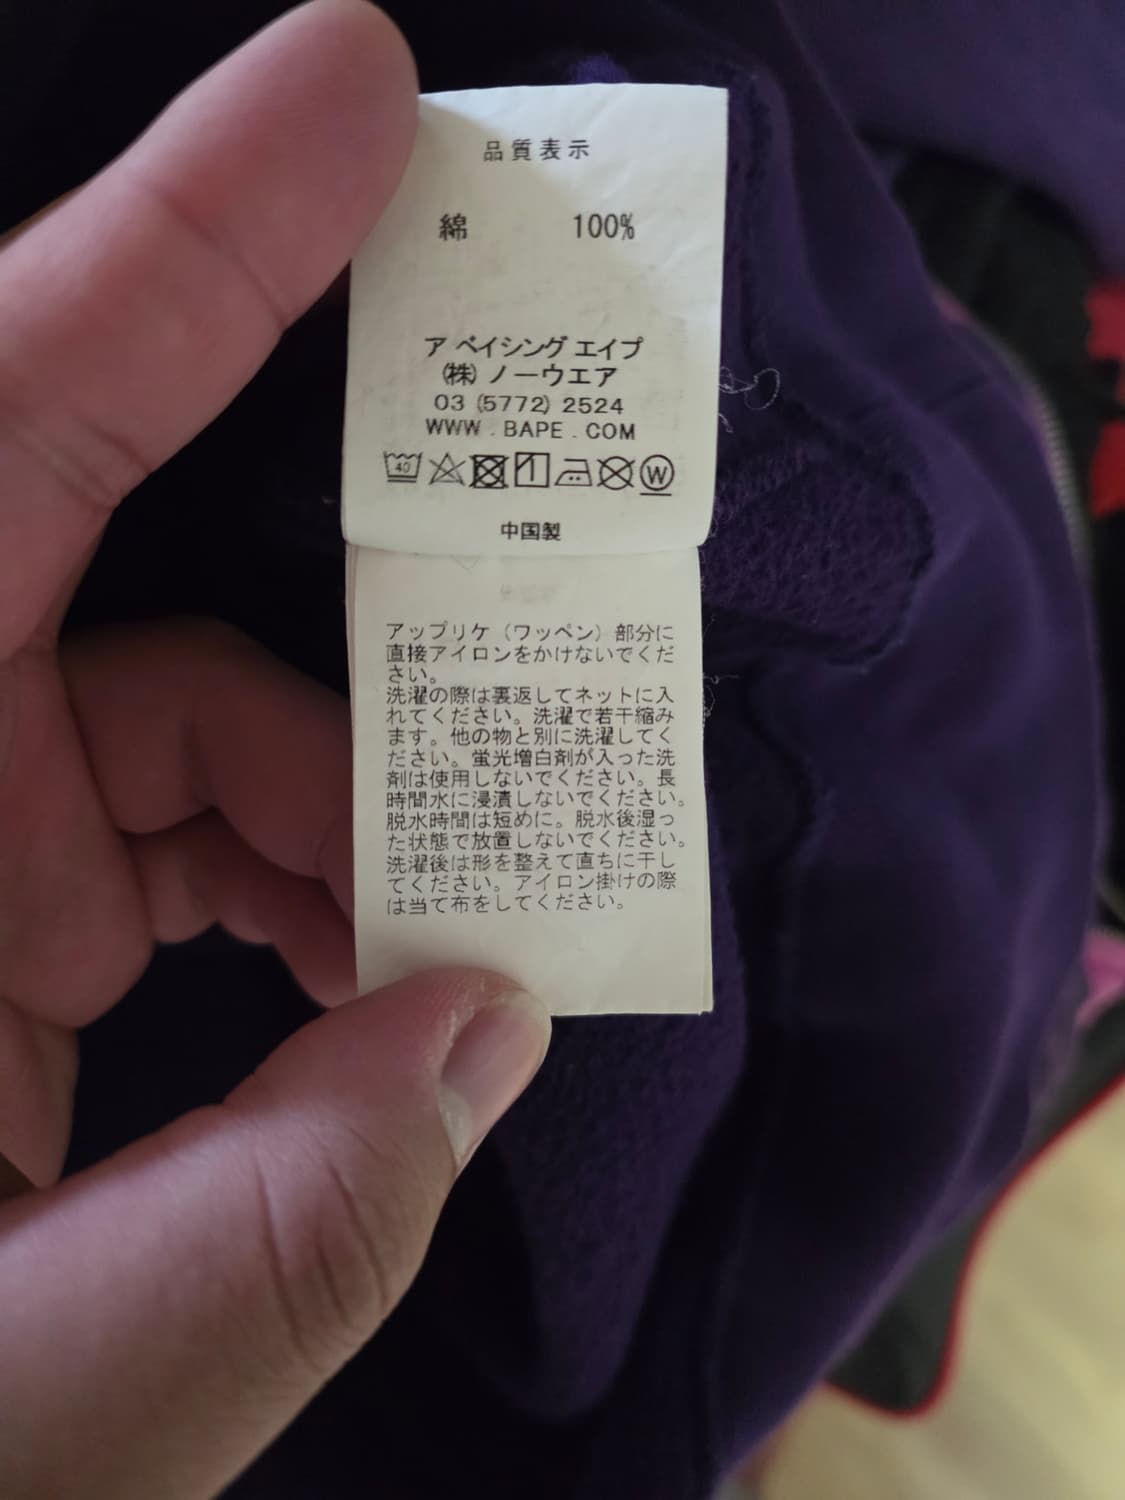 品質表示
綿 100%
ア ベイシング エイプ
(株) ノーウエア
03 (5772) 2524
WWW . BAPE . COM
40
W
中国製
アップリケ（ワッペン）部分に
直接アイロンをかけないでくだ
さい。
洗濯の際は裏返してネットに入
れてください。洗濯で若干縮み
ます。他の物と別に洗濯してく
ださい。蛍光増白剤が入った洗
剤は使用しないでください。長
時間水に浸漬しないでください。
脱水時間は短めに。脱水後湿っ
た状態で放置しないでください。
洗濯後は形を整えて直ちに干し
てください。アイロン掛けの際
は当て布をしてください。